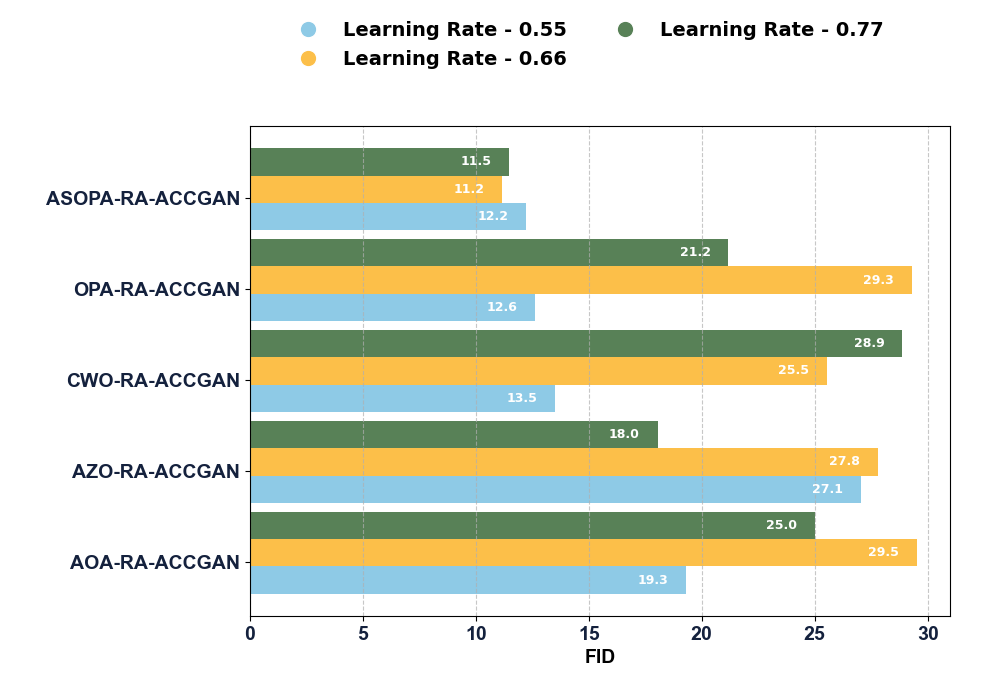 Learning Rate - 0.55
Learning Rate - 0.66
Learning Rate - 0.77
ASOPA-RA-ACCGAN
11.5
11.2
12.2
OPA-RA-ACCGAN
21.2
29.3
12.6
CWO-RA-ACCGAN
28.9
25.5
13.5
AZO-RA-ACCGAN
18.0
27.8
27.1
AOA-RA-ACCGAN
25.0
29.5
19.3
0 5 10 15 20 25 30
FID